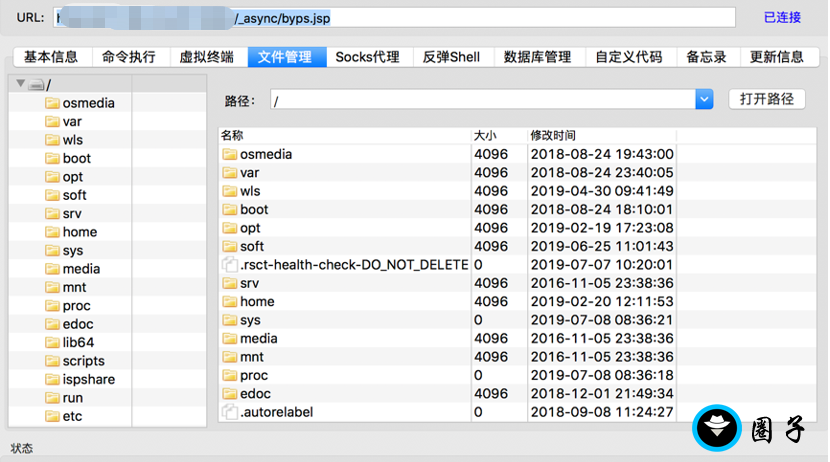 URL: h /_async/byps.jsp 已连接
基本信息 命令执行 虚拟终端 文件管理 Socks代理 反弹Shell 数据库管理 自定义代码 备忘录 更新信息
/
osmedia
var
wls
boot
opt
soft
srv
home
sys
media
mnt
proc
edoc
lib64
scripts
ispshare
run
etc
路径： / 打开路径
名称 大小 修改时间
osmedia 4096 2018-08-24 19:43:00
var 4096 2018-08-24 23:40:05
wls 4096 2019-04-30 09:41:49
boot 4096 2018-08-24 18:10:01
opt 4096 2019-02-19 17:23:08
soft 4096 2019-06-25 11:01:43
.rsct-health-check-DO_NOT_DELETE 0 2019-07-07 10:20:01
srv 4096 2016-11-05 23:38:36
home 4096 2019-02-20 12:11:53
sys 0 2019-07-08 08:36:21
media 4096 2016-11-05 23:38:36
mnt 4096 2016-11-05 23:38:36
proc 0 2019-07-08 08:36:18
edoc 4096 2018-12-01 21:49:34
.autorelabel 0 2018-09-08 11:24:27
圈子
状态